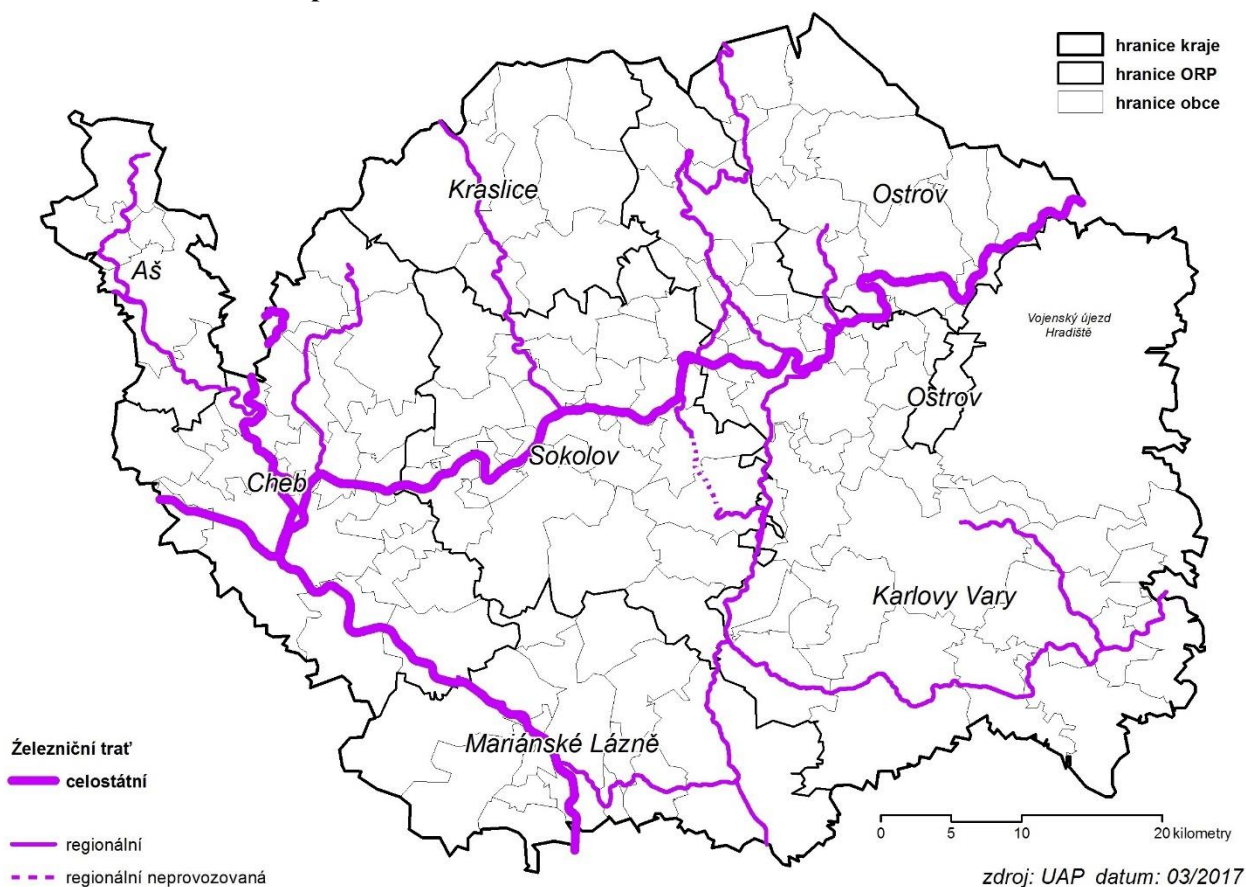 hranice kraje
hranice ORP
hranice obce
Kraslice
Ostrov
Aš
Vojenský újezd
Hradiště
Ostrov
Sokolov
Cheb
Karlovy Vary
Mariánské Lázně
Železniční trať
celostátní
regionální
regionální neprovozovaná
0 5 10 20 kilometry
zdroj: UAP datum: 03/2017